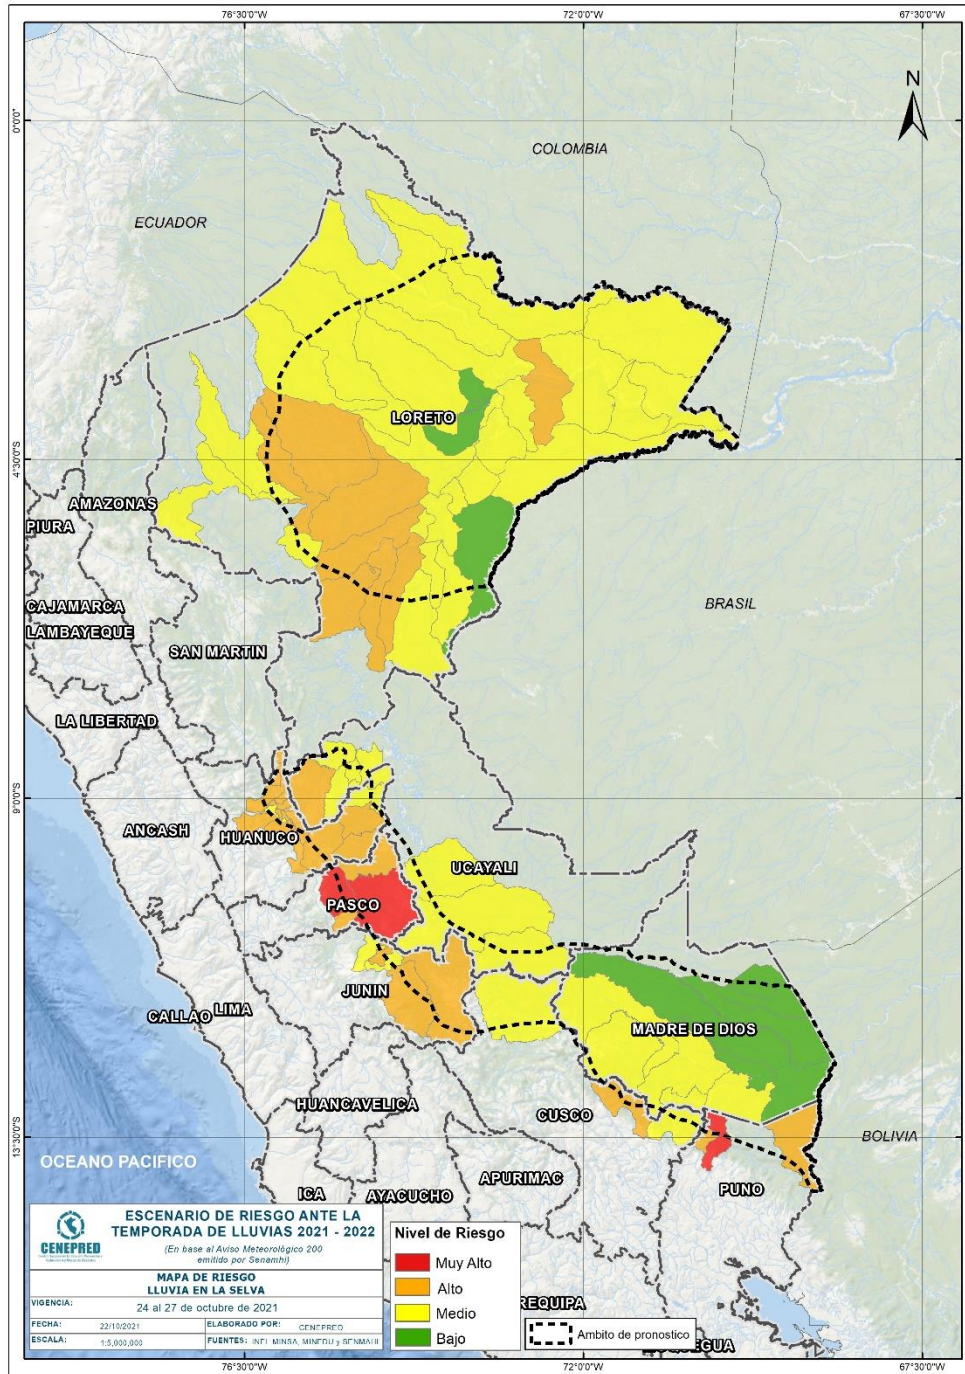 76°30'0"W
72°0'0"W
67°30'0"W
N
0°0'0"
COLOMBIA
ECUADOR
LORETO
4°30'0"S
AMAZONAS
PIURA
CAJAMARCA
LAMBAYEQUE
BRASIL
SAN MARTIN
LA LIBERTAD
9°0'0"S
ANCASH
HUANUCO
UCAYALI
PASCO
JUNIN
CALLAO
LIMA
MADRE DE DIOS
HUANCAVELICA
CUSCO
13°30'0"S
BOLIVIA
OCEANO PACIFICO
APURIMAC
PUNO
ICA
AYACUCHO
CENEPRED
ESCENARIO DE RIESGO ANTE LA
TEMPORADA DE LLUVIAS 2021 - 2022
(En base al Aviso Meteorológico 200
emitido por Senamhi)
MAPA DE RIESGO
LLUVIA EN LA SELVA
VIGENCIA:
24 al 27 de octubre de 2021
FECHA:
22/10/2021
ELABORADO POR:
CENEPRED
ESCALA:
1:5,000,000
FUENTES:
MINSA, MINEDU y
Nivel de Riesgo
Muy Alto
Alto
Medio
Bajo
REQUIPA
Ambito de pronostico
EGUA
76°30'0"W
72°0'0"W
67°30'0"W